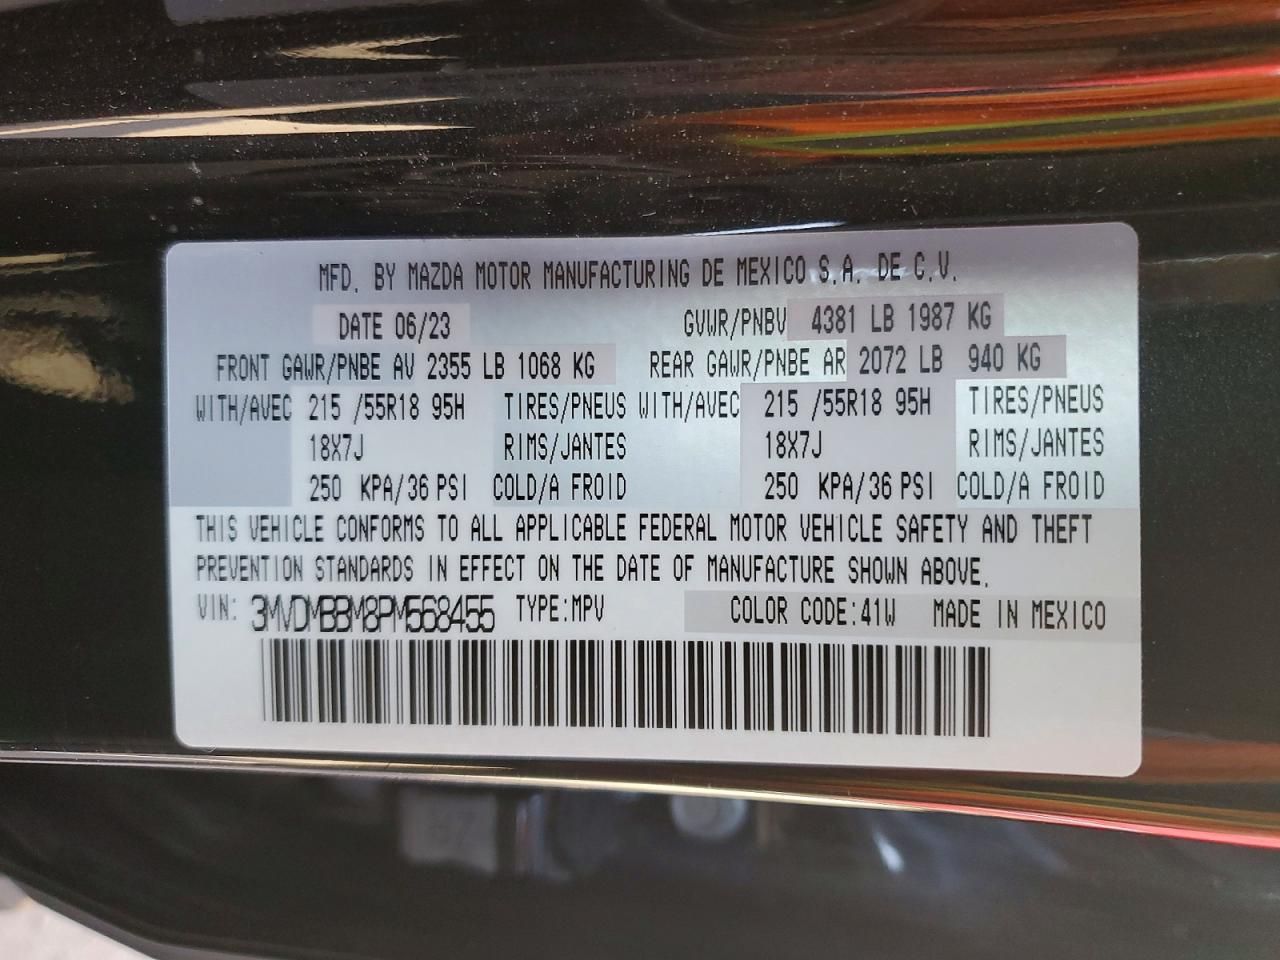 MFD. BY MAZDA MOTOR MANUFACTURING DE MEXICO S.A. DE C.V.
DATE 06/23 GVWR/PNBV 4381 LB 1987 KG
FRONT GAWR/PNBE AV 2355 LB 1068 KG REAR GAWR/PNBE AR 2072 LB 940 KG
WITH/AVEC 215 /55R18 95H TIRES/PNEUS WITH/AVEC 215 /55R18 95H TIRES/PNEUS
18X7J RIMS/JANTES 18X7J RIMS/JANTES
250 KPA/36 PSI COLD/A FROID 250 KPA/36 PSI COLD/A FROID
THIS VEHICLE CONFORMS TO ALL APPLICABLE FEDERAL MOTOR VEHICLE SAFETY AND THEFT
PREVENTION STANDARDS IN EFFECT ON THE DATE OF MANUFACTURE SHOWN ABOVE.
VIN: 3MVDMBBM8PM568455 TYPE:MPV COLOR CODE:41W MADE IN MEXICO